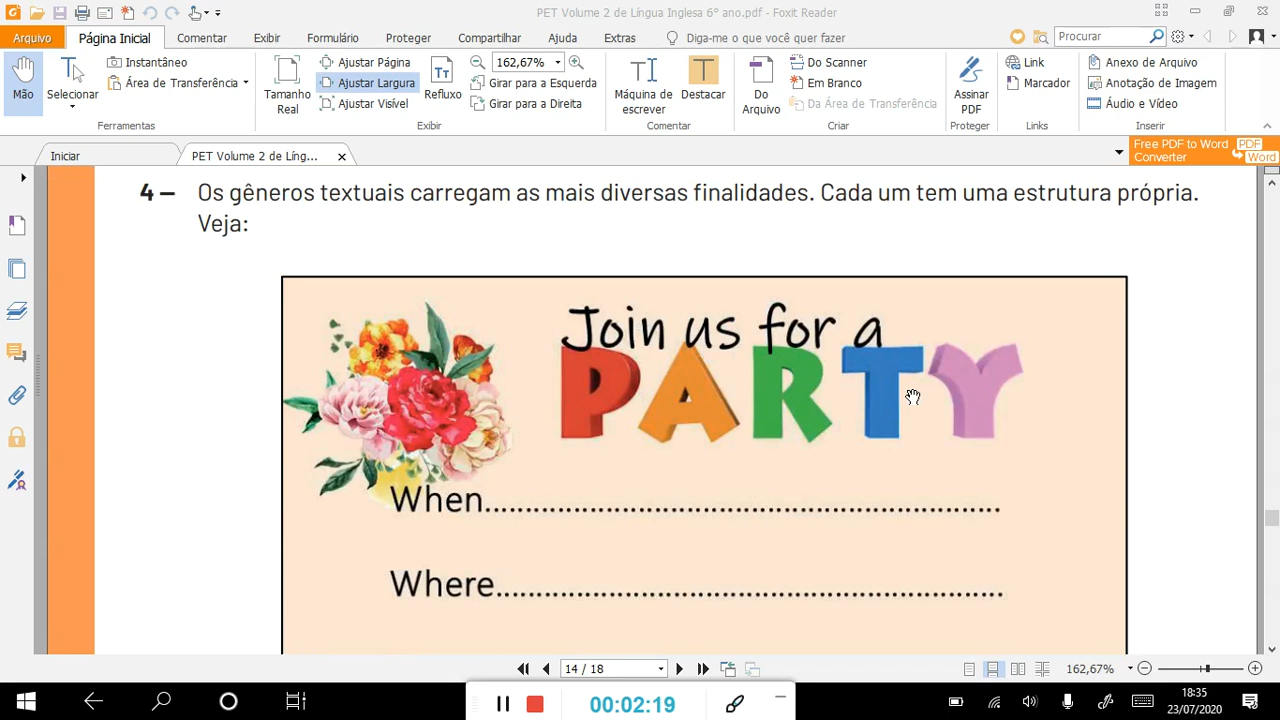 PET Volume 2 de Língua Inglesa 6° ano.pdf - Foxit Reader
Arquivo Página Inicial Comentar Exibir Formulário Proteger Compartilhar Ajuda Extras Diga-me o que você quer fazer Procurar
Mão
Selecionar
Instantâneo
Área de Transferência
Ferramentas
Tamanho Real
Ajustar Página
Ajustar Largura
Ajustar Visível
Refluxo
162,67%
Girar para a Esquerda
Girar para a Direita
Exibir
Máquina de escrever
Destacar
Comentar
Do Arquivo
Do Scanner
Em Branco
Da Área de Transferência
Criar
Assinar PDF
Proteger
Link
Marcador
Links
Anexo de Arquivo
Anotação de Imagem
Áudio e Vídeo
Inserir
Iniciar
PET Volume 2 de Líng...
Free PDF to Word Converter
PDF
Word
4 – Os gêneros textuais carregam as mais diversas finalidades. Cada um tem uma estrutura própria.
Veja:
Join us for a
PARTY
When................................................................
Where...............................................................
14 / 18
162,67%
00:02:19
18:35
23/07/2020